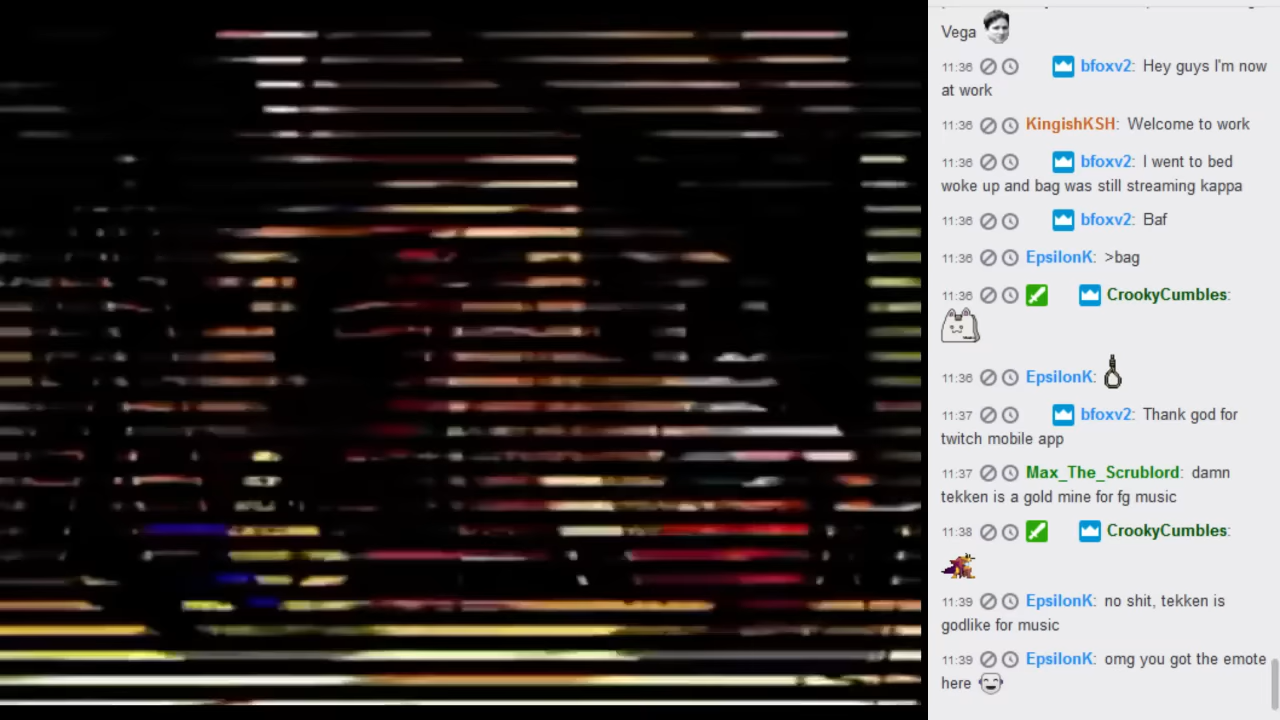 Vega
11:36 bfoxv2: Hey guys I'm now
at work
11:36 KingishKSH: Welcome to work
11:36 bfoxv2: I went to bed
woke up and bag was still streaming kappa
11:36 bfoxv2: Baf
11:36 EpsilonK: >bag
11:36 CrookyCumbles:
11:36 EpsilonK:
11:37 bfoxv2: Thank god for
twitch mobile app
11:37 Max_The_Scrublord: damn
tekken is a gold mine for fg music
11:38 CrookyCumbles:
11:39 EpsilonK: no shit, tekken is
godlike for music
11:39 EpsilonK: omg you got the emote
here